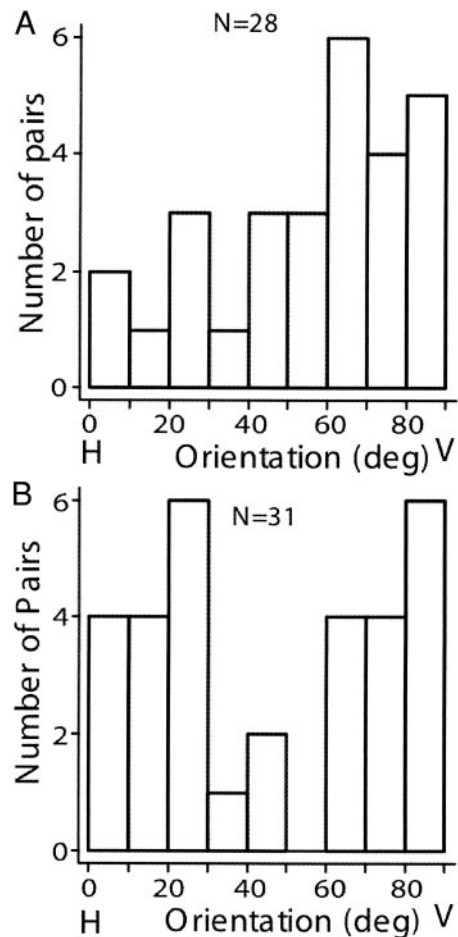 A
N=28
Number of pairs
6
4
2
0
0 20 40 60 80
H Orientation (deg) V
B
N=31
Number of Pairs
6
4
2
0
0 20 40 60 80
H Orientation (deg) V